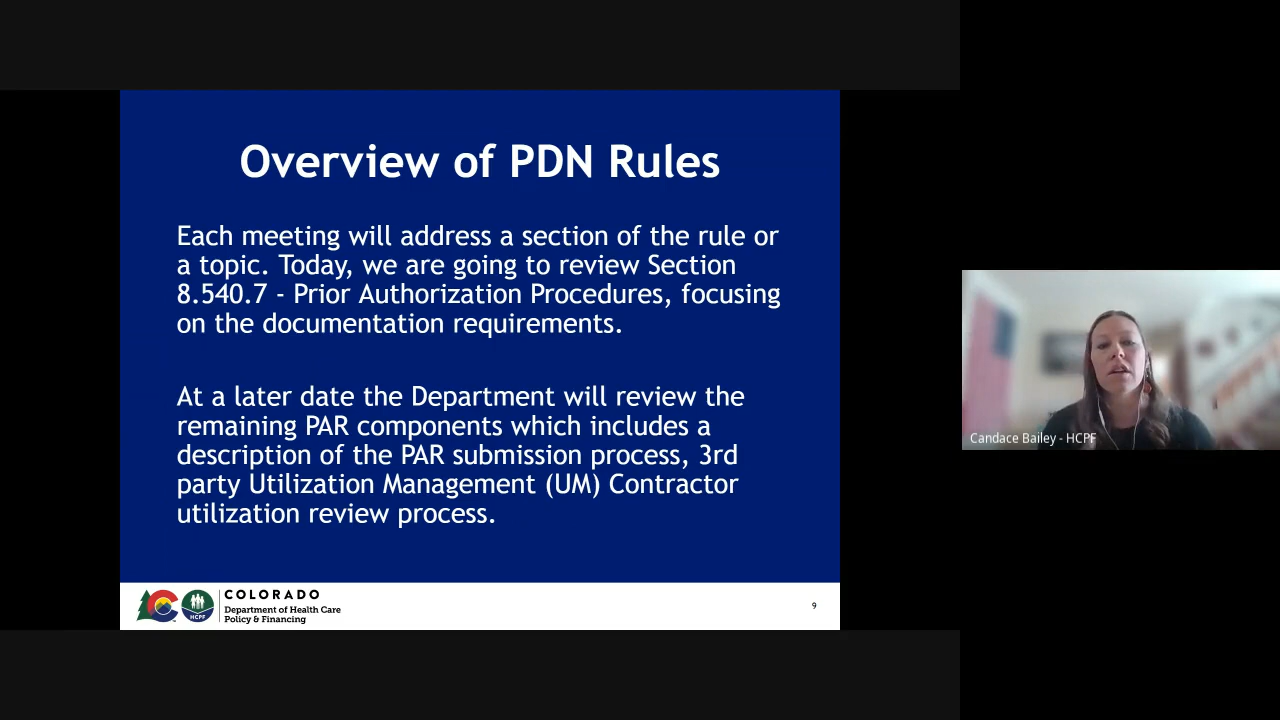 Overview of PDN Rules
Each meeting will address a section of the rule or
a topic. Today, we are going to review Section
8.540.7 - Prior Authorization Procedures, focusing
on the documentation requirements.
At a later date the Department will review the
remaining PAR components which includes a
description of the PAR submission process, 3rd
party Utilization Management (UM) Contractor
utilization review process.
Candace Bailey - HCPF
HCPF
COLORADO
Department of Health Care
Policy & Financing
9